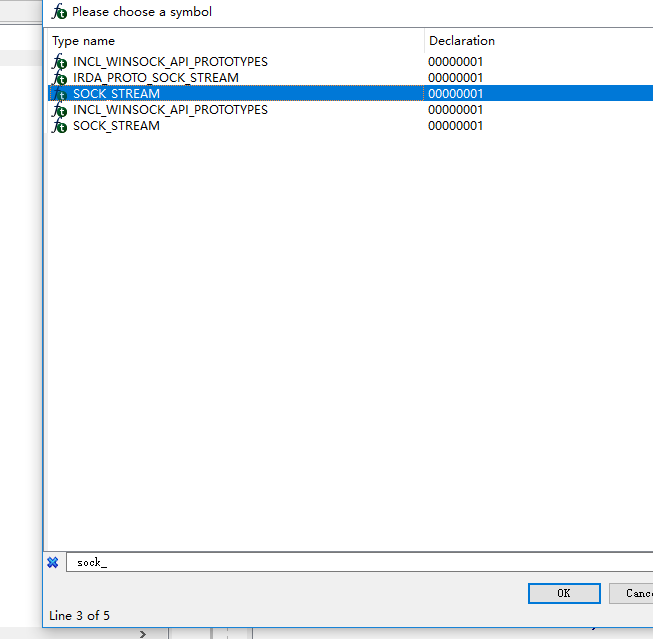 Please choose a symbol
Type name Declaration
INCL_WINSOCK_API_PROTOTYPES 00000001
IRDA_PROTO_SOCK_STREAM 00000001
SOCK_STREAM 00000001
INCL_WINSOCK_API_PROTOTYPES 00000001
SOCK_STREAM 00000001
sock_
OK Canc
Line 3 of 5